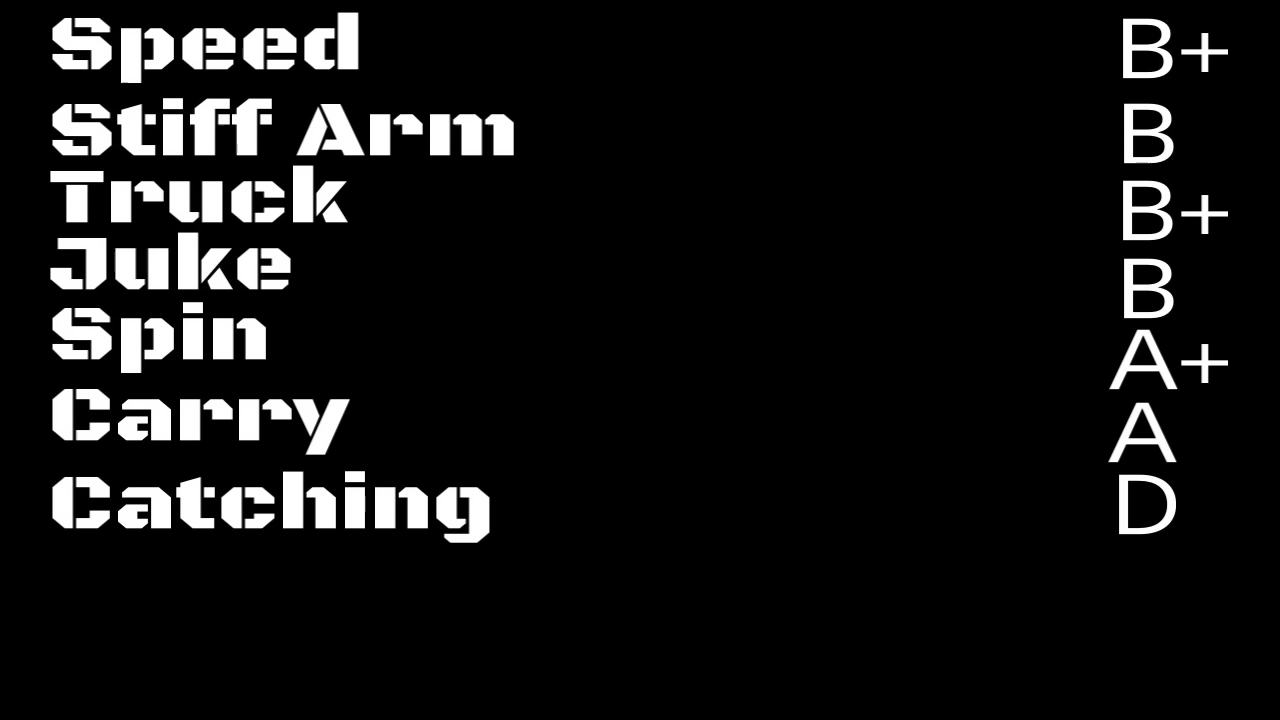 Speed B+
Stiff Arm B
Truck B+
Juke B
Spin A+
Carry A
Catching D